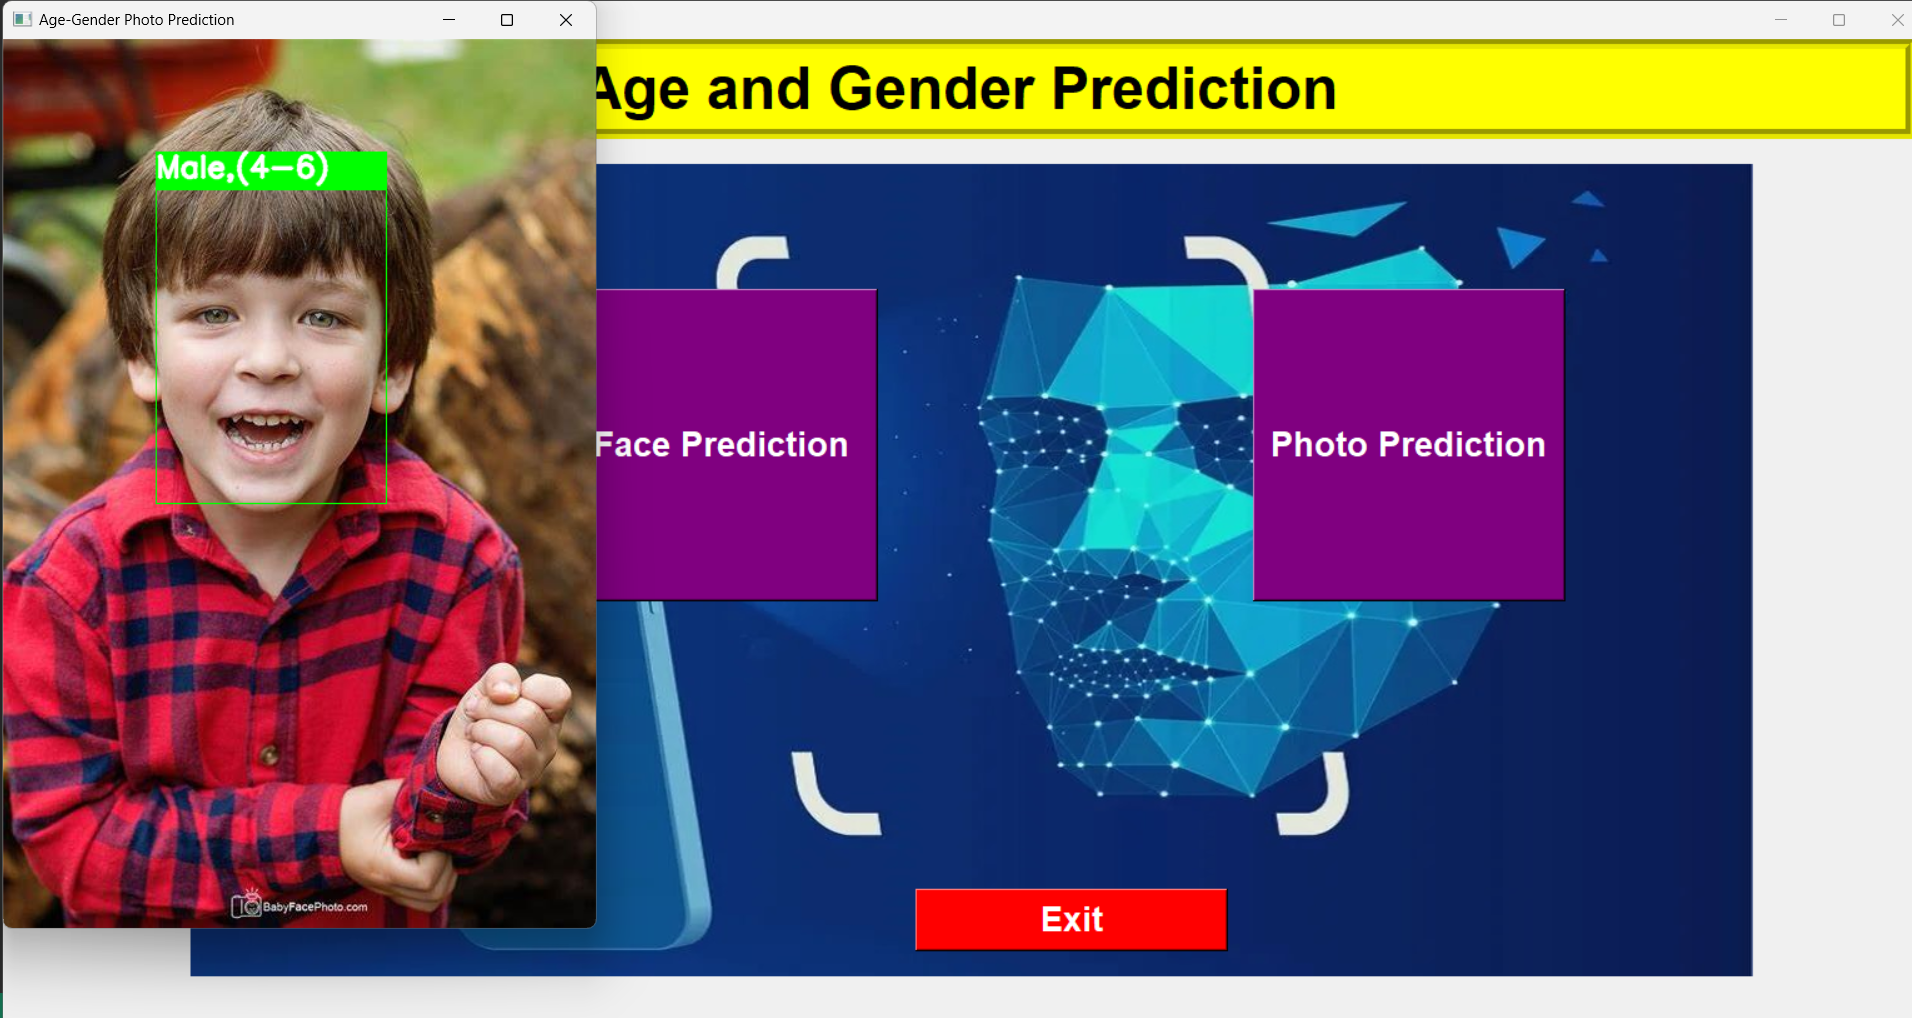 Age-Gender Photo Prediction
Age and Gender Prediction
Male,(4-6)
Face Prediction
Photo Prediction
BabyFacePhoto.com
Exit